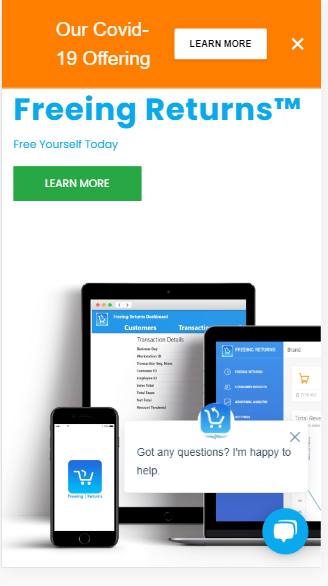 Our Covid-
19 Offering
LEARN MORE
Freeing Returns™
Free Yourself Today
LEARN MORE
Freeing Returns Dashboard
Customers Transactio
Transaction Details
Business Day
Workstation ID
Transaction Seq. Num.
Customer ID
Employee ID
Sales Total
Total Taxes
Net Total
Amount Tendered
FREEING RETURNS
Brand
FREEING RETURNS
CUSTOMER INSIGHTS
Total Reve
Freeing | Returns
Got any questions? I'm happy to
help.